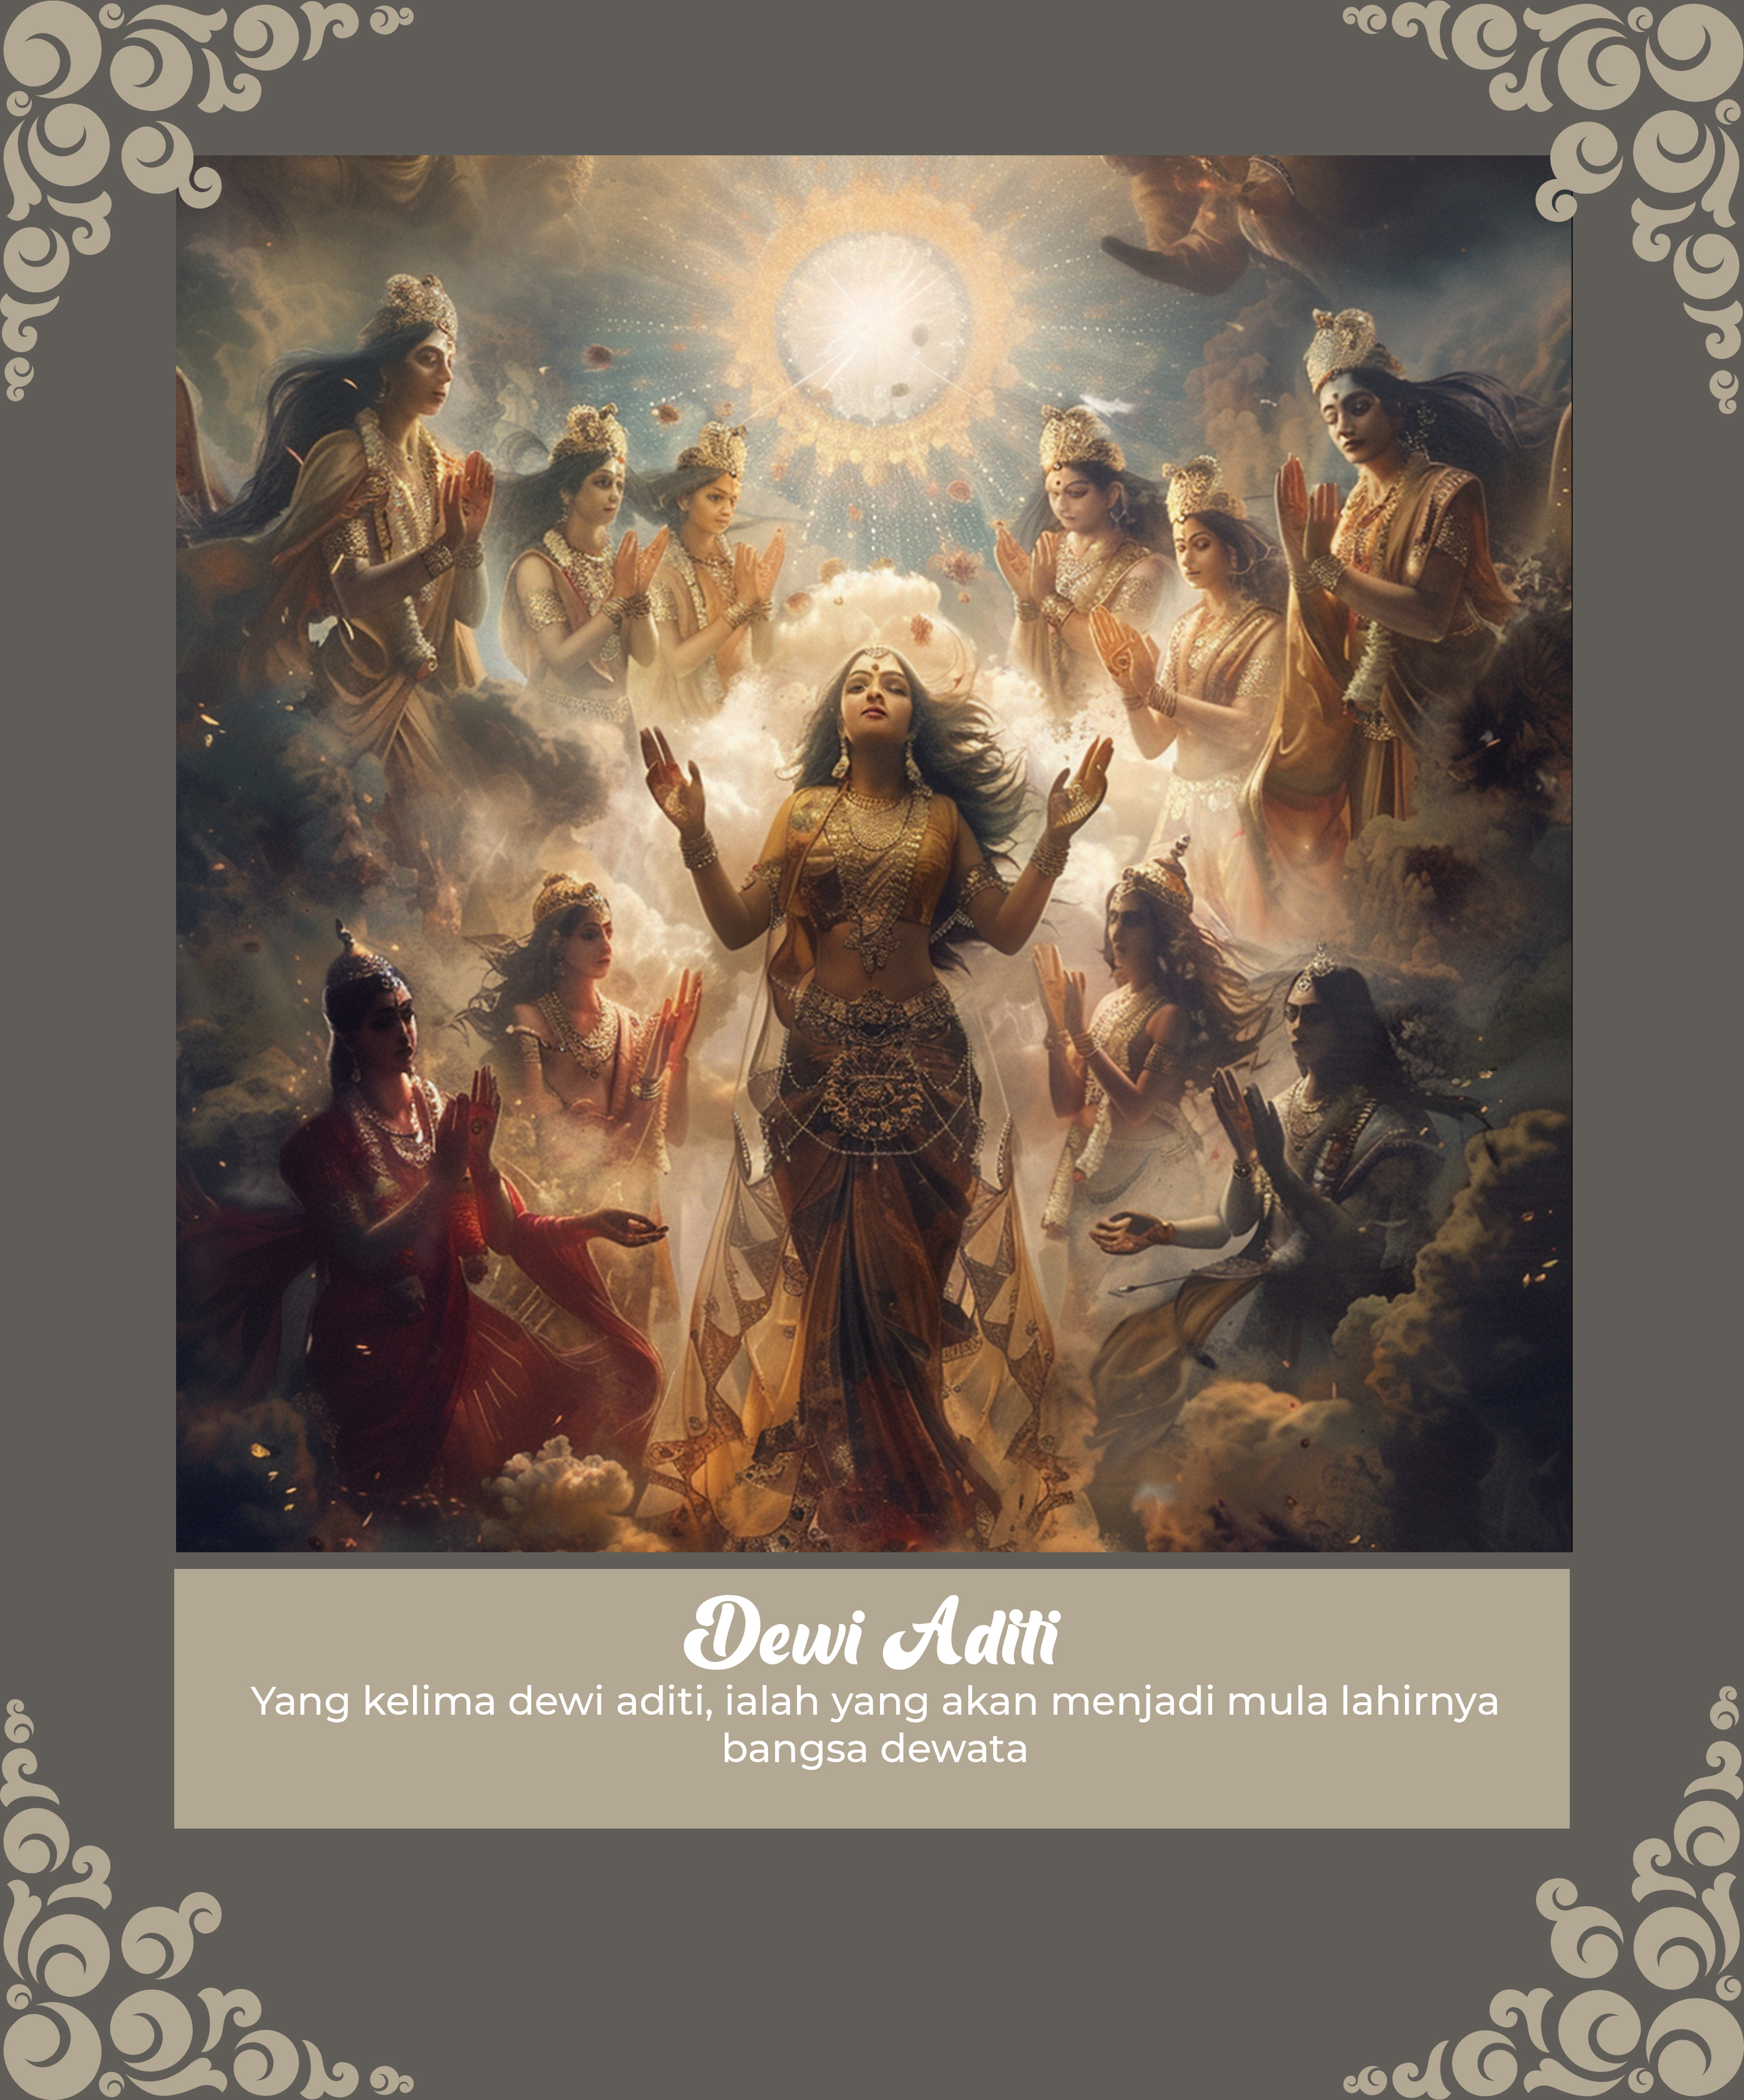 Dewi Aditi
Yang kelima dewi aditi, ialah yang akan menjadi mula lahirnya
bangsa dewata